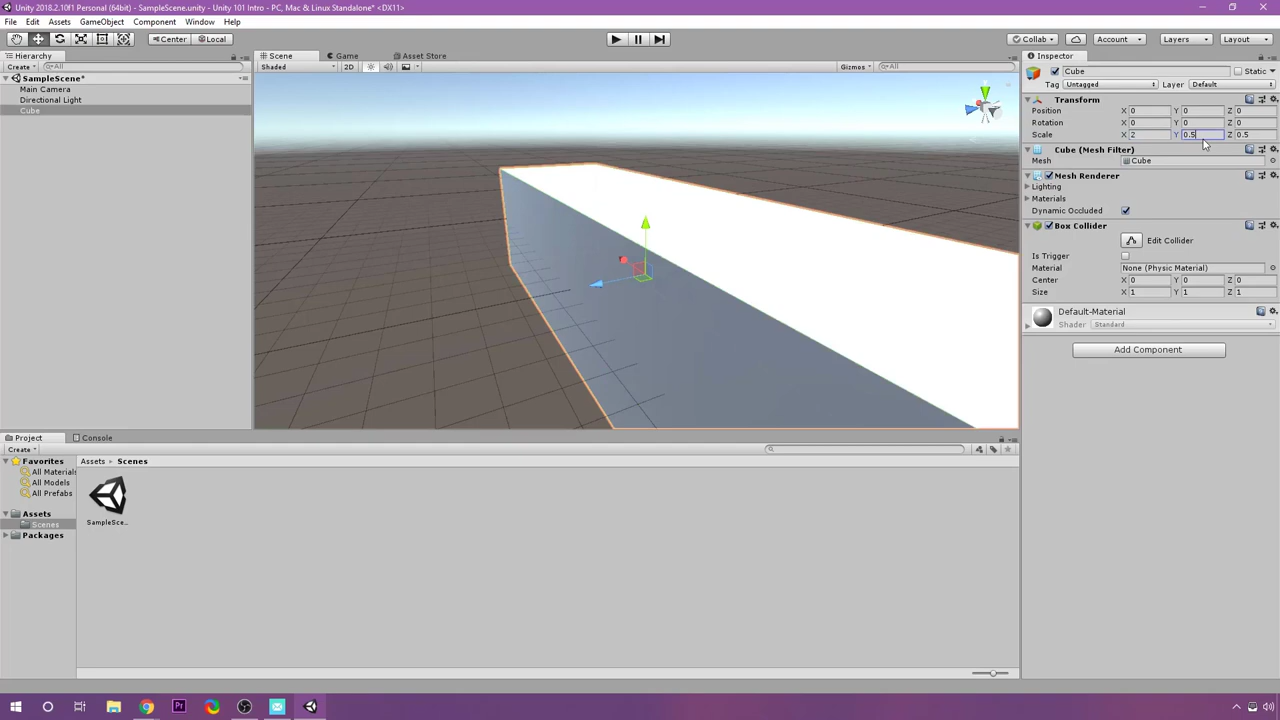 Unity 2018.2.10f1 Personal (64bit) - SampleScene.unity - Unity 101 Intro - PC, Mac & Linux Standalone* <DX11>
File Edit Assets GameObject Component Window Help
Center Local Collab Account Layers Layout
Hierarchy
Create All
SampleScene*
Main Camera
Directional Light
Cube
Scene Game Asset Store
Shaded 2D Gizmos All
y
Inspector
Cube Static
Tag Untagged Layer Default
Transform
Position X 0 Y 0 Z 0
Rotation X 0 Y 0 Z 0
Scale X 2 Y 0.5 Z 0.5
Cube (Mesh Filter)
Mesh Cube
Mesh Renderer
Lighting
Materials
Dynamic Occluded
Box Collider
Edit Collider
Is Trigger
Material None (Physic Material)
Center X 0 Y 0 Z 0
Size X 1 Y 1 Z 1
Default-Material
Shader Standard
Add Component
Project Console
Create
Favorites
All Materials
All Models
All Prefabs
Assets
Scenes
Packages
Assets Scenes
SampleSce...
Pr